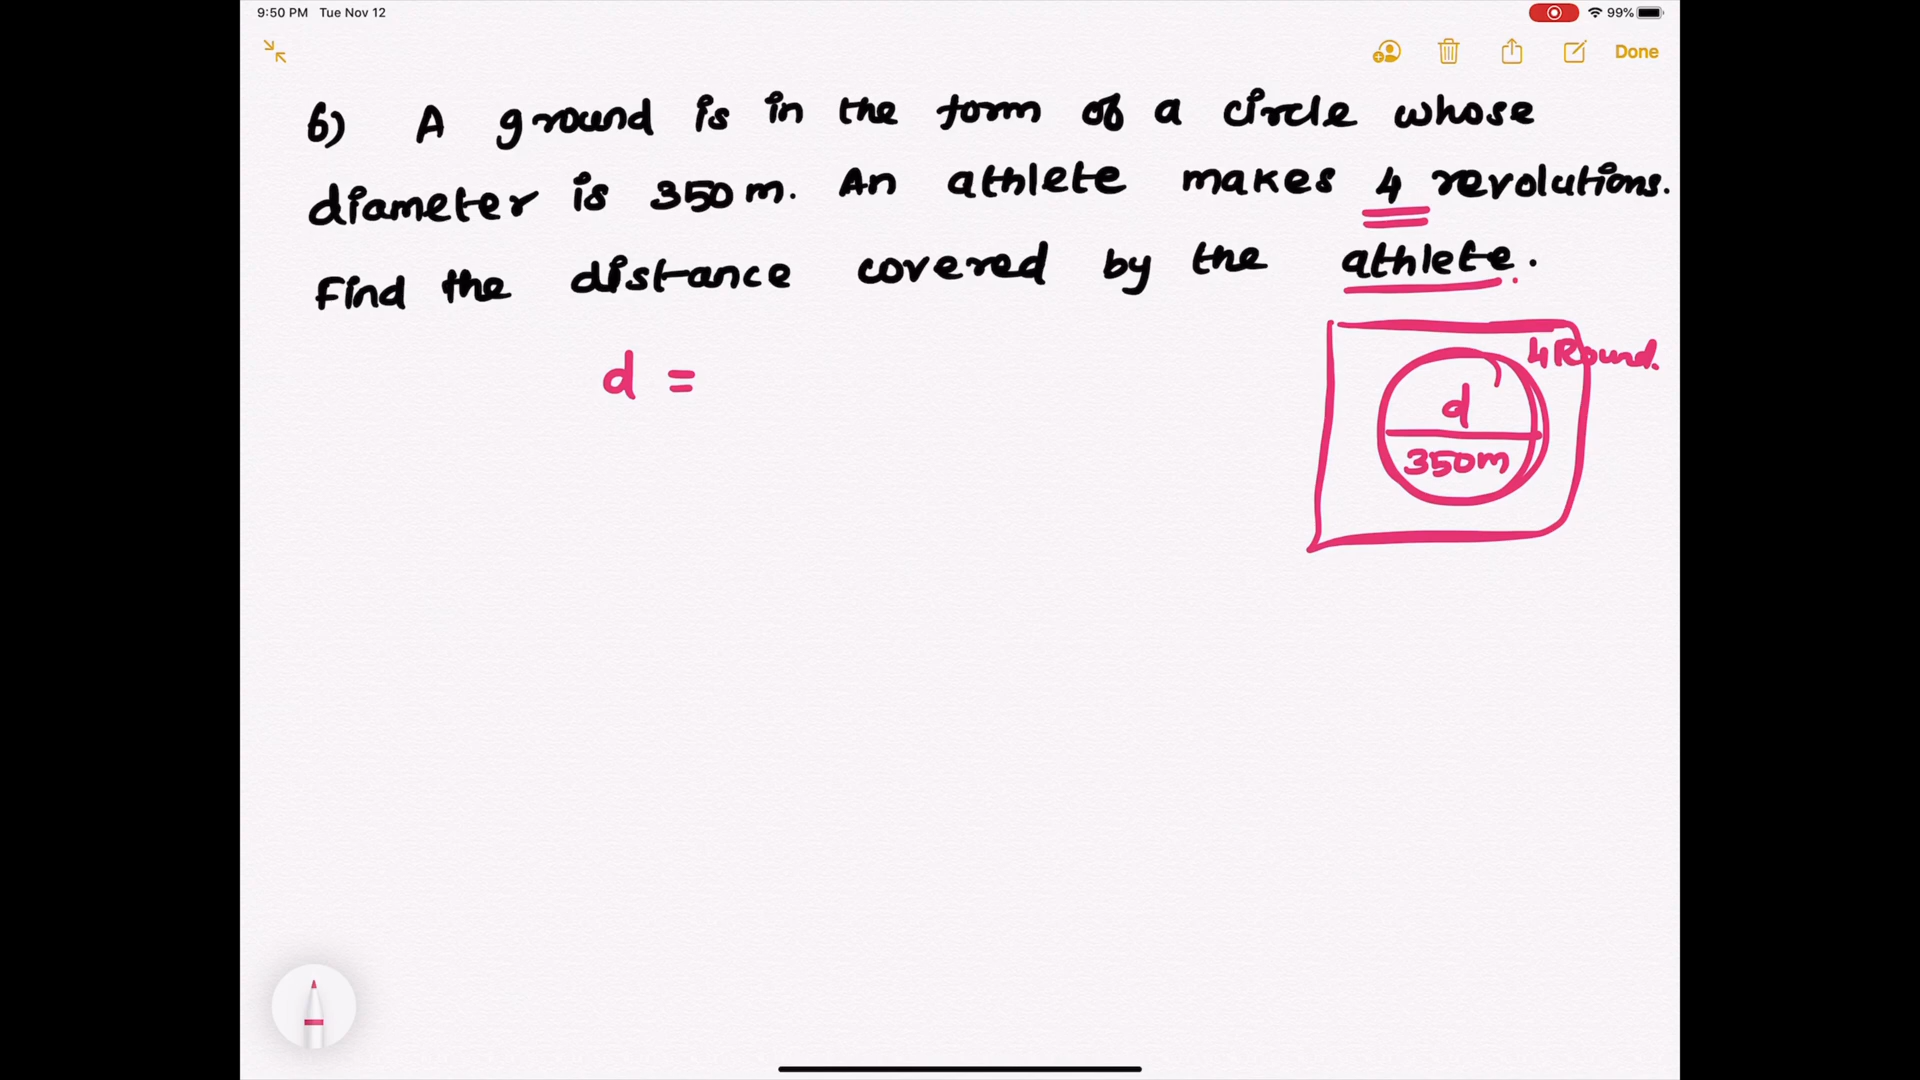 9:50 PM Tue Nov 12
99%
Done
6) A ground is in the form of a circle whose
diameter is 350 m. An athlete makes 4 revolutions.
Find the distance covered by the athlete.
4 Round.
d =
d
350m